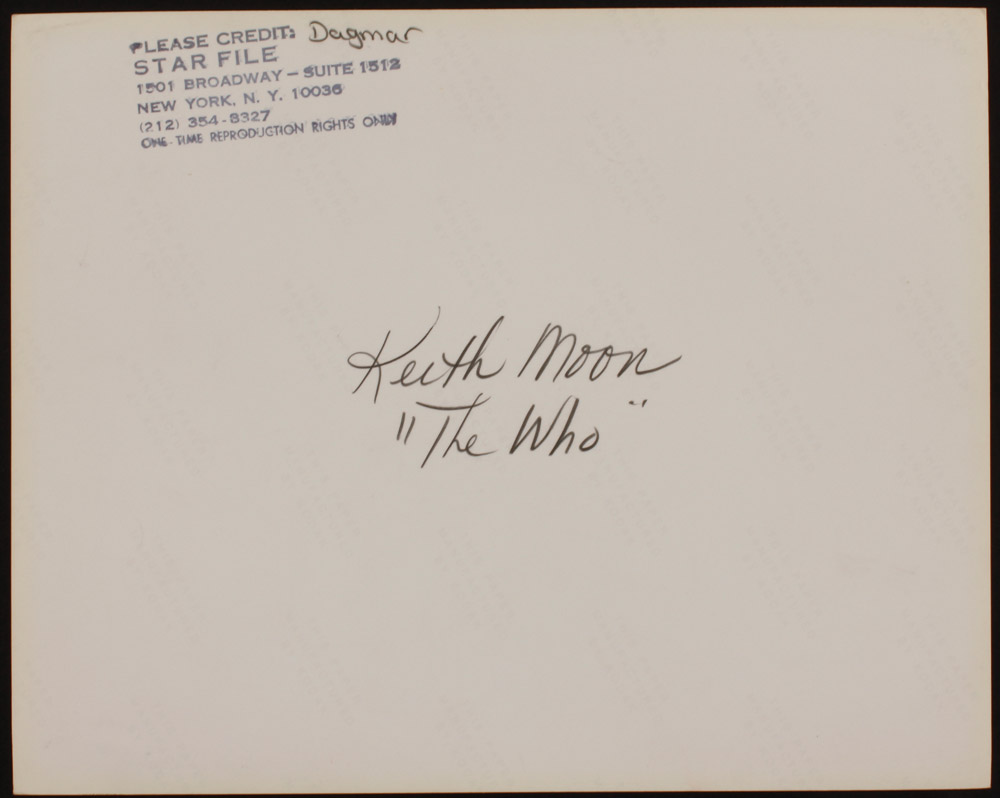 PLEASE CREDIT: Dagmar
STAR FILE
1501 BROADWAY – SUITE 1512
NEW YORK, N. Y. 10036
(212) 354-8327
ONE-TIME REPRODUCTION RIGHTS ONLY
Keith Moon
"The Who"